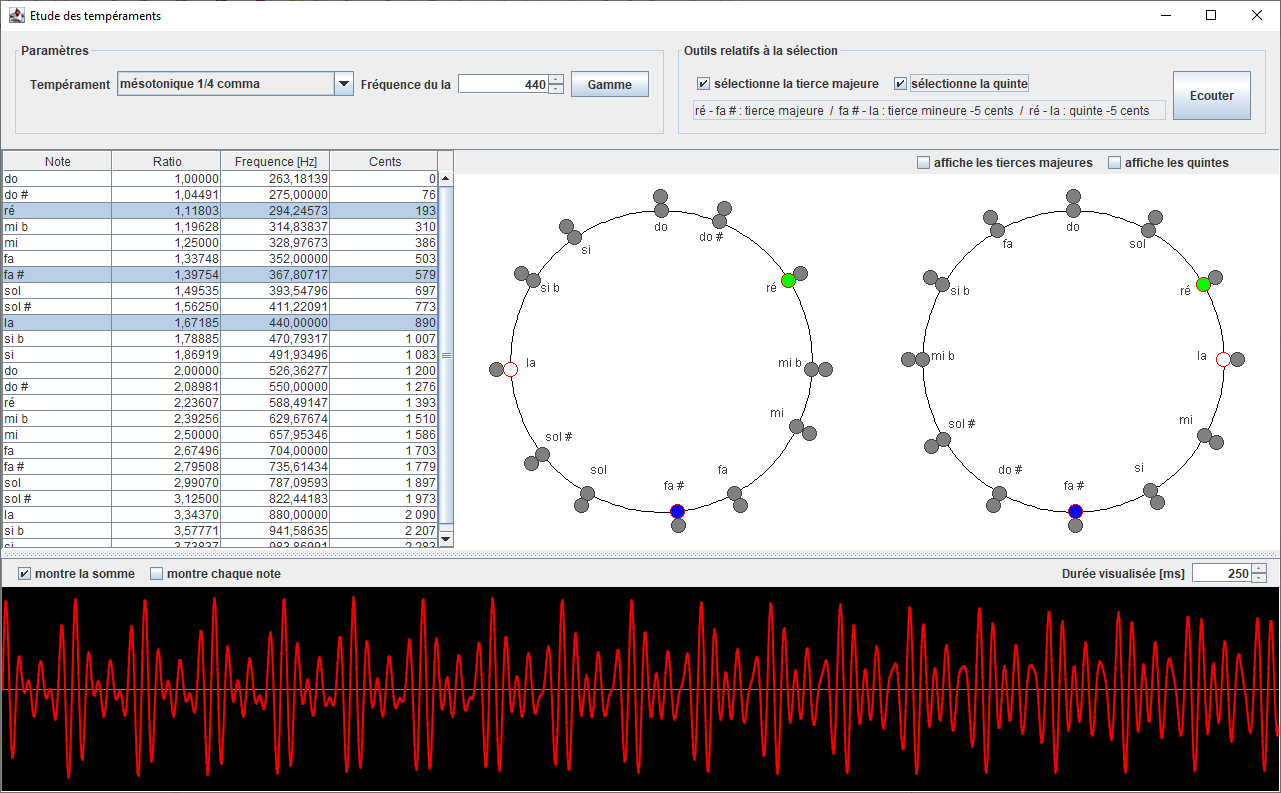 Etude des tempéraments
Paramètres
Tempérament mésotonique 1/4 comma Fréquence du la 440 Gamme
Outils relatifs à la sélection
sélectionne la tierce majeure sélectionne la quinte
ré - fa # : tierce majeure / fa # - la : tierce mineure -5 cents / ré - la : quinte -5 cents
Ecouter
Note Ratio Frequence [Hz] Cents
do 1,00000 263,18139 0
do # 1,04491 275,00000 76
ré 1,11803 294,24573 193
mi b 1,19628 314,83837 310
mi 1,25000 328,97673 386
fa 1,33748 352,00000 503
fa # 1,39754 367,80717 579
sol 1,49535 393,54796 697
sol # 1,56250 411,22091 773
la 1,67185 440,00000 890
si b 1,78885 470,79317 1 007
si 1,86919 491,93496 1 083
do 2,00000 526,36277 1 200
do # 2,08981 550,00000 1 276
ré 2,23607 588,49147 1 393
mi b 2,39256 629,67674 1 510
mi 2,50000 657,95346 1 586
fa 2,67496 704,00000 1 703
fa # 2,79508 735,61434 1 779
sol 2,99070 787,09593 1 897
sol # 3,12500 822,44183 1 973
la 3,34370 880,00000 2 090
si b 3,57771 941,58635 2 207
si 3,73837 983,86991 2 283
affiche les tierces majeures affiche les quintes
do
do #
si
ré
si b
la
mi b
mi
sol #
sol
fa
fa #
do
fa
sol
si b
ré
mi b
la
sol #
mi
do #
si
fa #
montre la somme montre chaque note
Durée visualisée [ms] 250